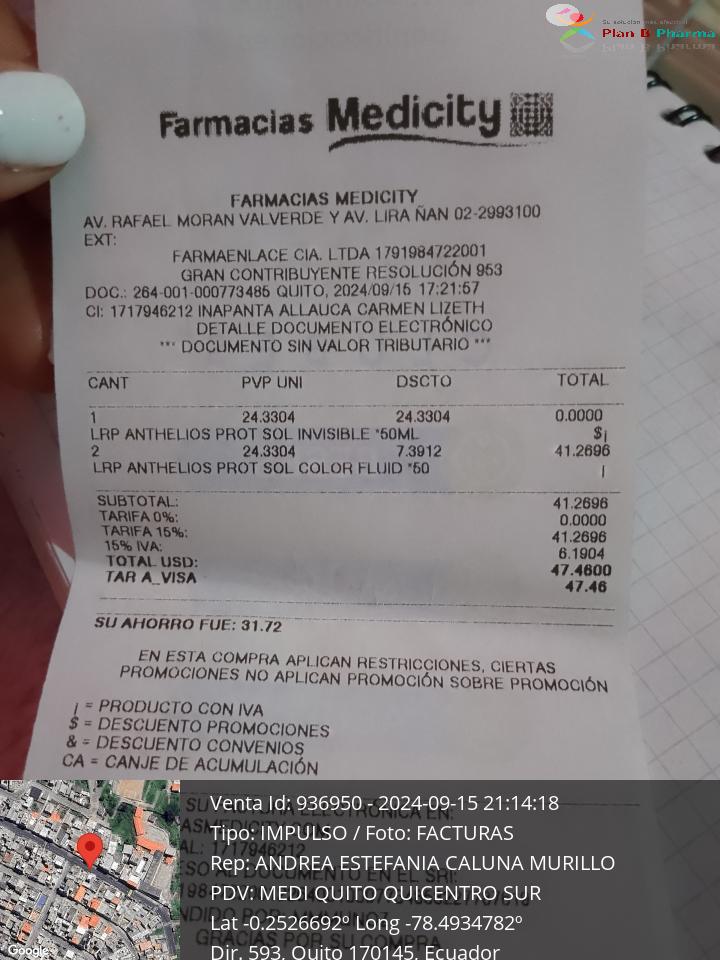 Su solución más efectiva!
Plan B Pharma
Farmacias Medicity
FARMACIAS MEDICITY
AV. RAFAEL MORAN VALVERDE Y AV. LIRA ÑAN 02-2993100
EXT:
FARMAENLACE CIA. LTDA 1791984722001
GRAN CONTRIBUYENTE RESOLUCIÓN 953
DOC.: 264-001-000773485 QUITO, 2024/09/15 17:21:57
CI: 1717946212 INAPANTA ALLAUCA CARMEN LIZETH
DETALLE DOCUMENTO ELECTRÓNICO
*** DOCUMENTO SIN VALOR TRIBUTARIO ***
CANT PVP UNI DSCTO TOTAL
1 24.3304 24.3304 0.0000
LRP ANTHELIOS PROT SOL INVISIBLE *50ML $¡
2 24.3304 7.3912 41.2696
LRP ANTHELIOS PROT SOL COLOR FLUID *50 ¡
SUBTOTAL: 41.2696
TARIFA 0%: 0.0000
TARIFA 15%: 41.2696
15% IVA: 6.1904
TOTAL USD: 47.4600
TAR A_VISA 47.46
SU AHORRO FUE: 31.72
EN ESTA COMPRA APLICAN RESTRICCIONES, CIERTAS
PROMOCIONES NO APLICAN PROMOCIÓN SOBRE PROMOCIÓN
¡ = PRODUCTO CON IVA
$ = DESCUENTO PROMOCIONES
& = DESCUENTO CONVENIOS
CA = CANJE DE ACUMULACIÓN
Venta Id: 936950 - 2024-09-15 21:14:18
Tipo: IMPULSO / Foto: FACTURAS
Rep: ANDREA ESTEFANIA CALUNA MURILLO
PDV: MEDI QUITO QUICENTRO SUR
Lat -0.2526692º Long -78.4934782º
Dir. 593, Quito 170145, Ecuador
GRACIAS POR SU COMPRA
Google